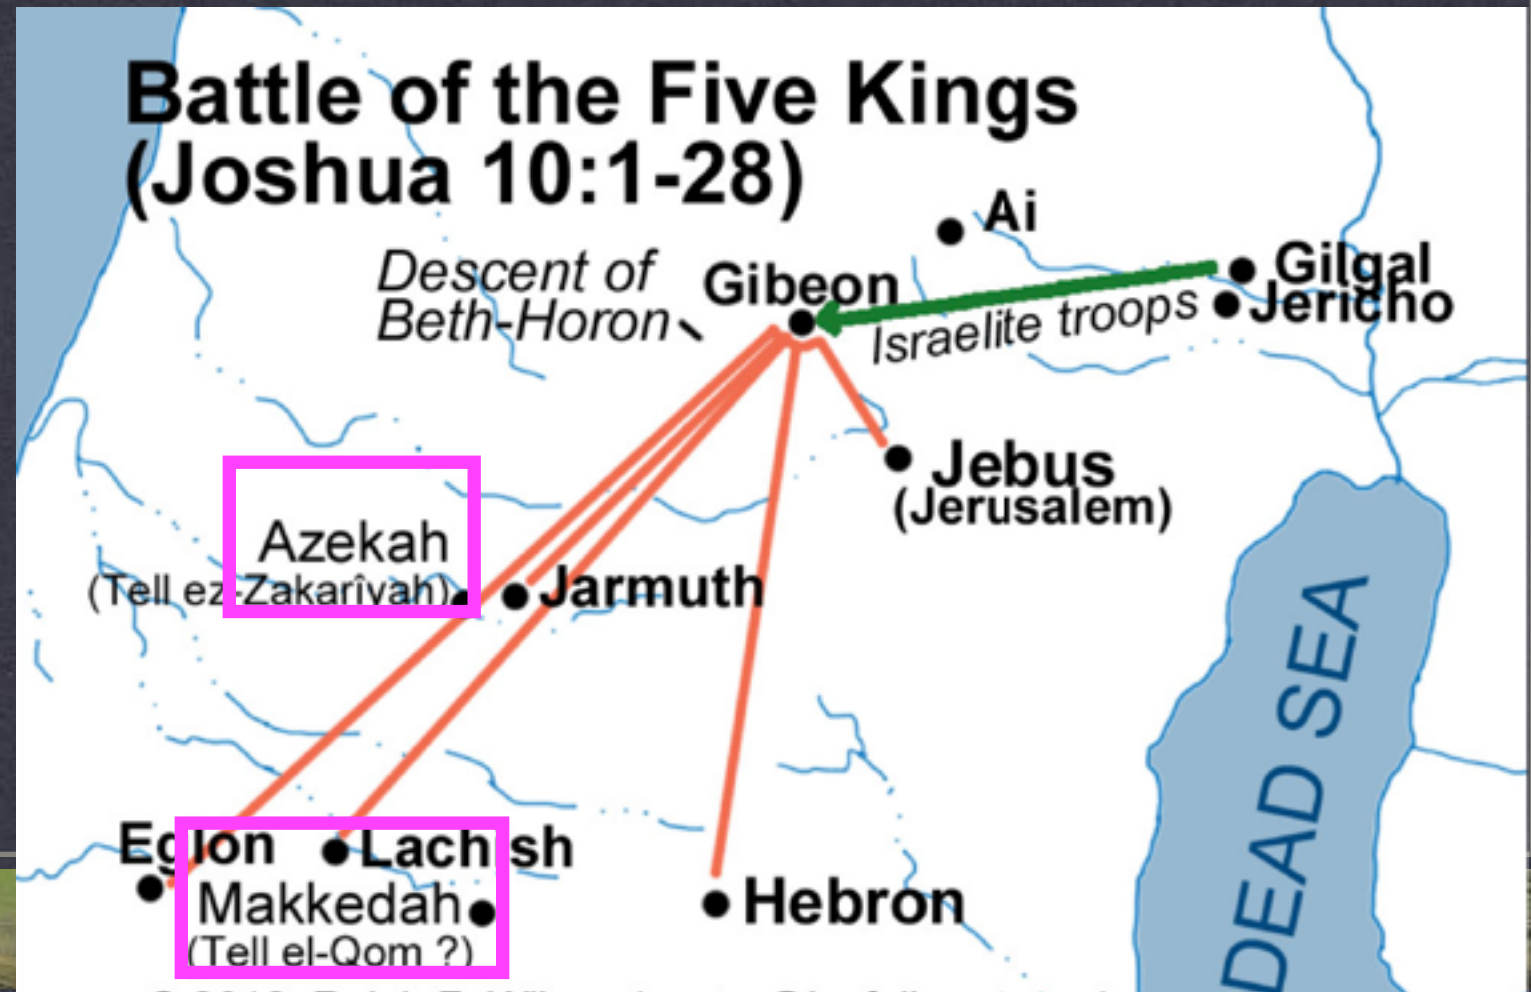 Battle of the Five Kings
(Joshua 10:1-28)
Ai
Descent of
Beth-Horon
Gibeon
Gilgal
Jericho
Israelite troops
Jebus
(Jerusalem)
Azekah
(Tell ez-Zakarîyah)
Jarmuth
DEAD SEA
Eglon
Lachish
Makkedah
(Tell el-Qom ?)
Hebron